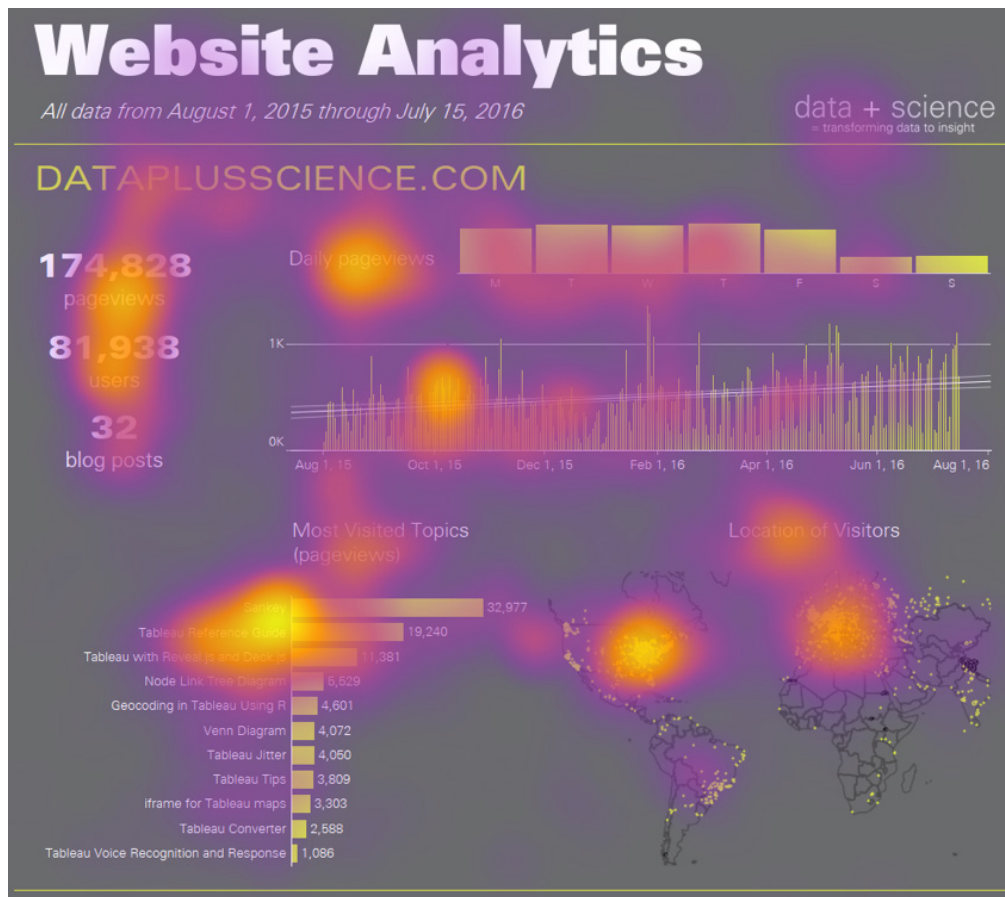 Website Analytics
All data from August 1, 2015 through July 15, 2016
data + science
= transforming data to insight
DATAPLUSSCIENCE.COM
174,828
pageviews
81,938
users
32
blog posts
Daily pageviews
M T W T F S S
1K
0K
Aug 1, 15 Oct 1, 15 Dec 1, 15 Feb 1, 16 Apr 1, 16 Jun 1, 16 Aug 1, 16
Most Visited Topics
(pageviews)
Sankey 32,977
Tableau Reference Guide 19,240
Tableau with Reveal.js and Deck.js 11,381
Node Link Tree Diagram 5,529
Geocoding in Tableau Using R 4,601
Venn Diagram 4,072
Tableau Jitter 4,050
Tableau Tips 3,809
iframe for Tableau maps 3,303
Tableau Converter 2,588
Tableau Voice Recognition and Response 1,086
Location of Visitors